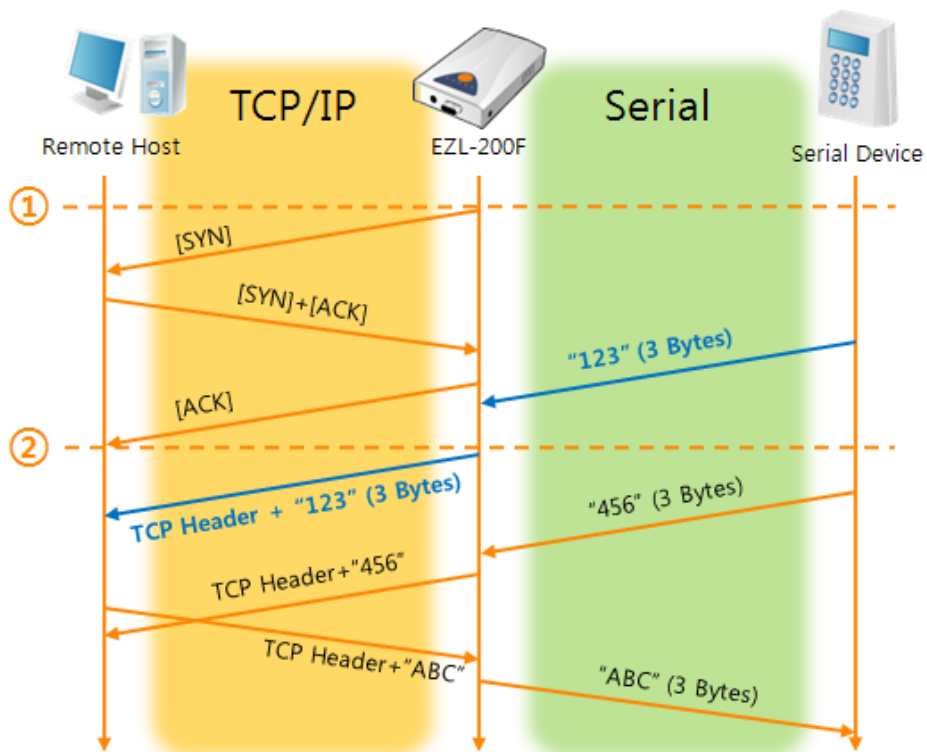 TCP/IP
Serial
Remote Host
EZL-200F
Serial Device
①
[SYN]
[SYN]+[ACK]
“123” (3 Bytes)
[ACK]
②
TCP Header + “123” (3 Bytes)
“456” (3 Bytes)
TCP Header+“456”
TCP Header+“ABC”
“ABC” (3 Bytes)